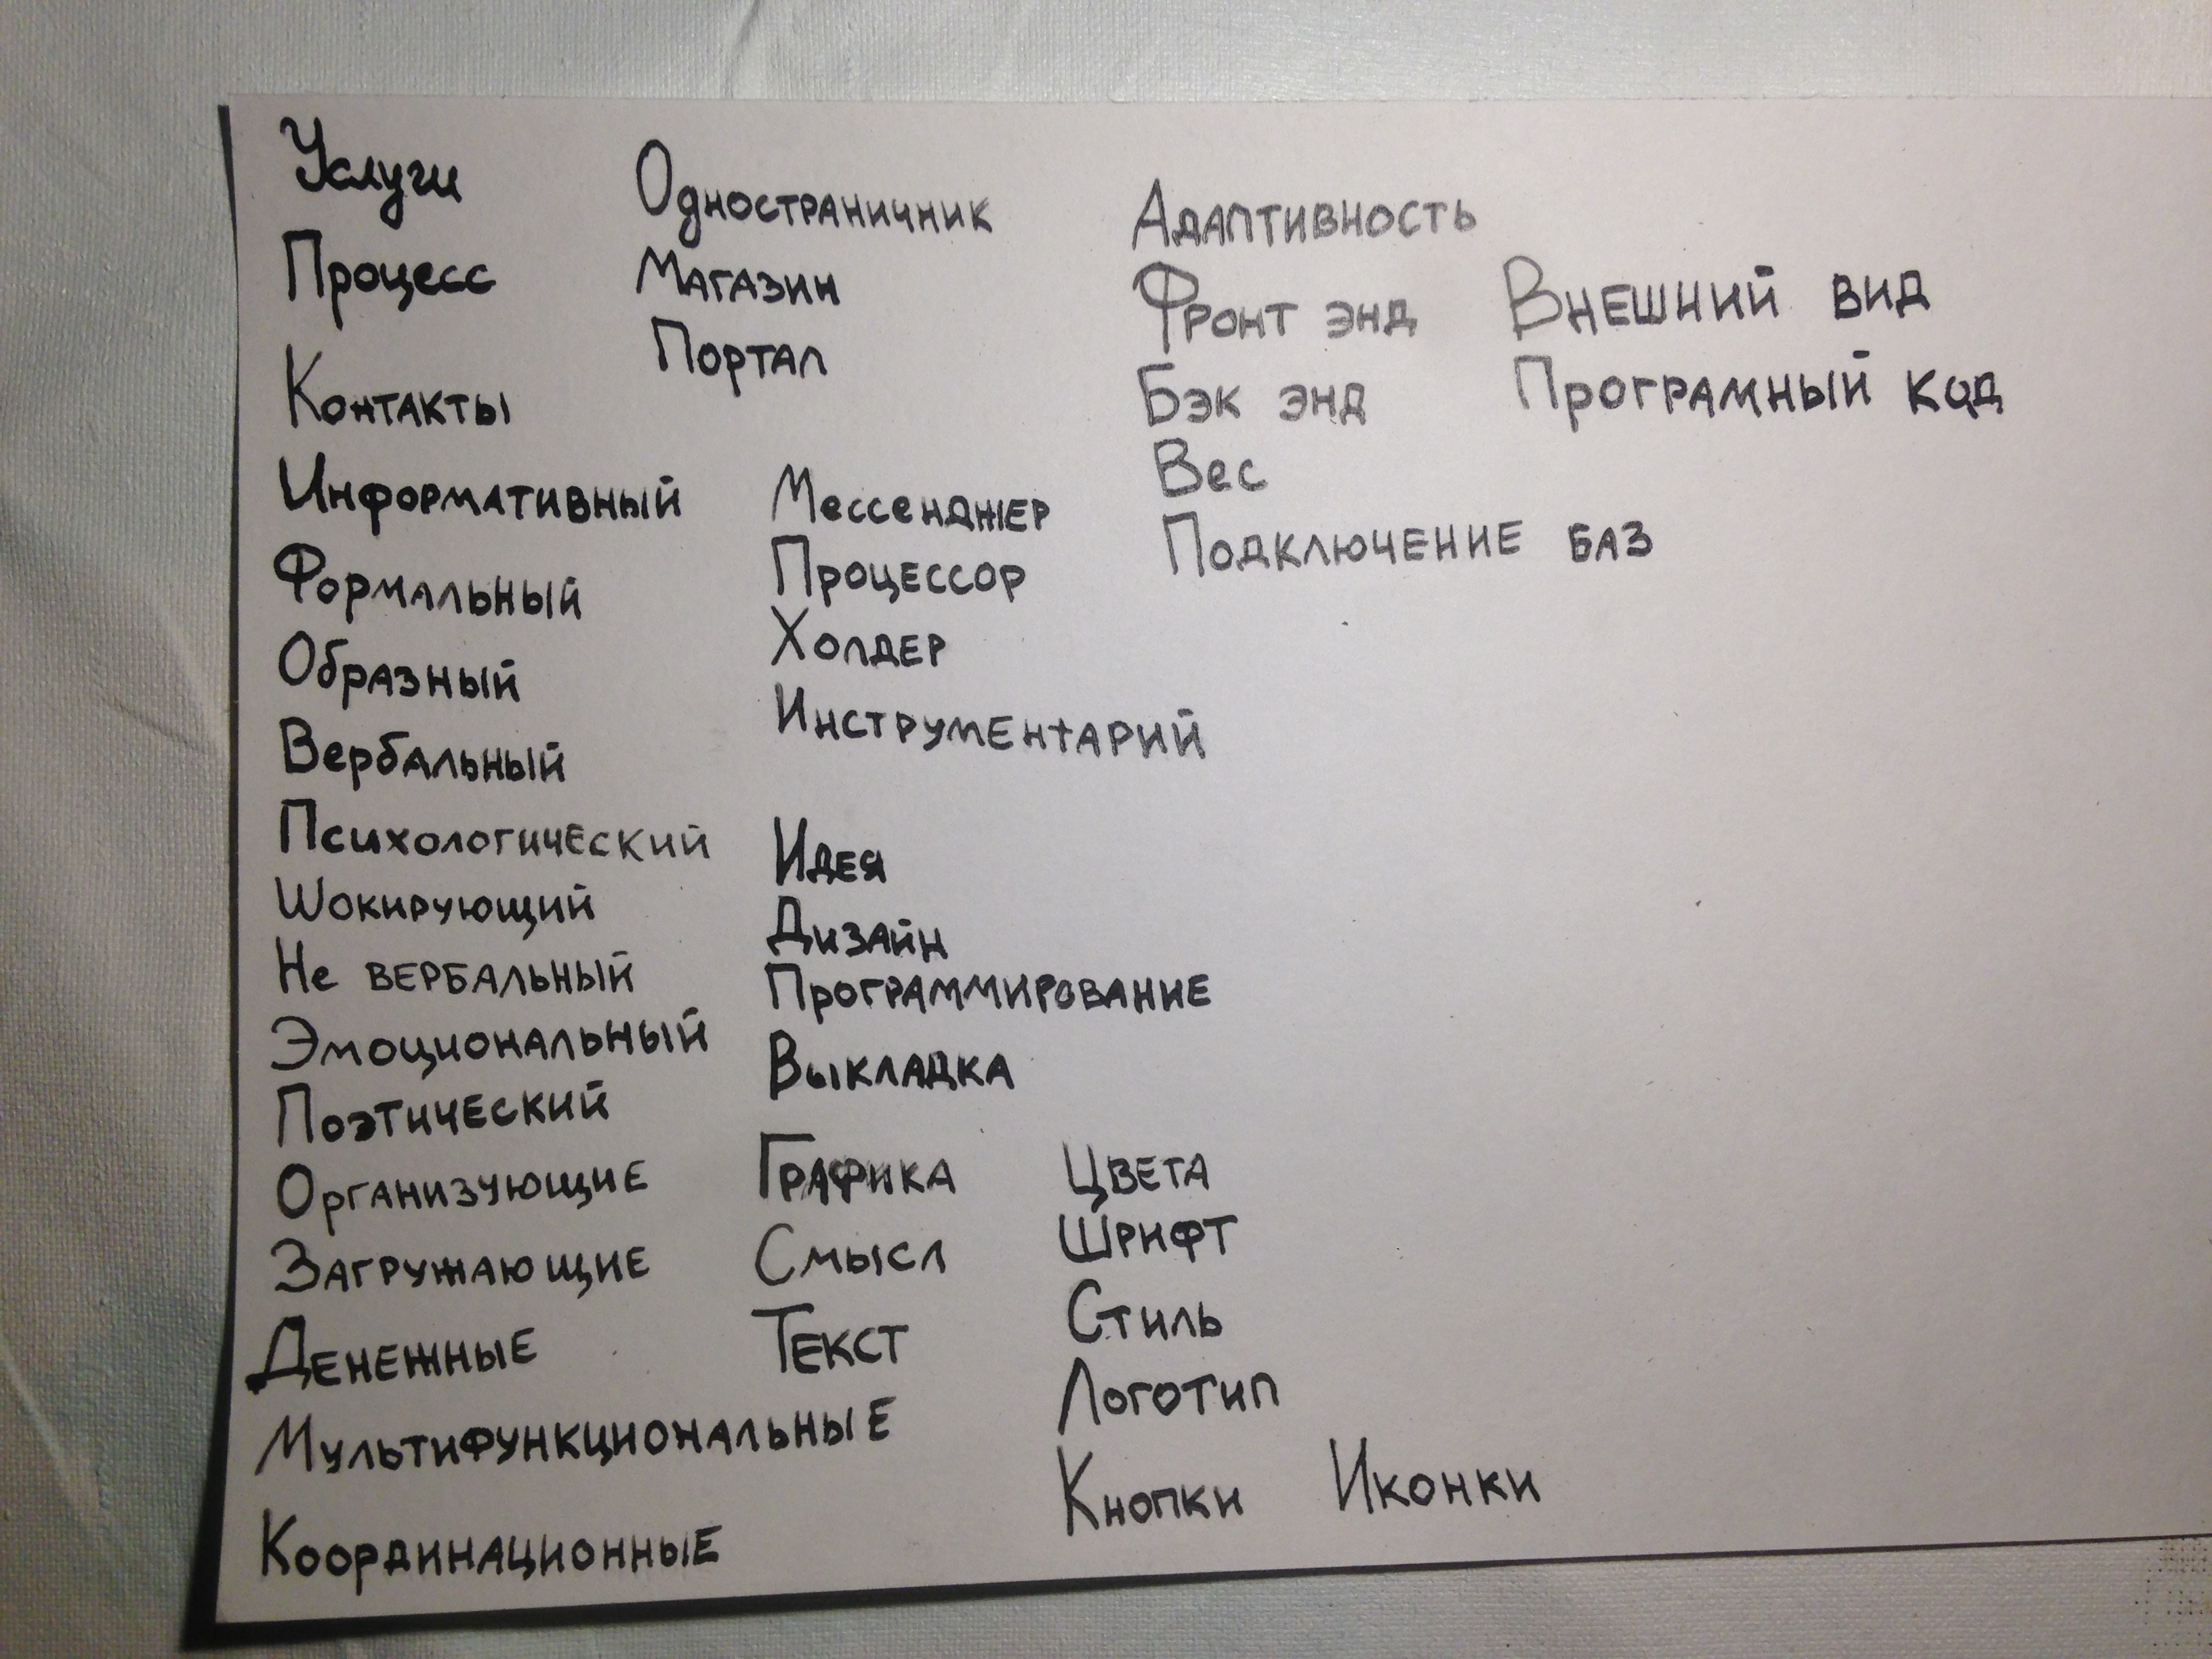 Услуги Одностраничник Адаптивность
Процесс Магазин Фронт энд Внешний вид
Контакты Портал Бэк энд Програмный код
Информативный Мессенджер Вес
Формальный Процессор Подключение баз
Образный Холдер
Вербальный Инструментарий
Психологический Идея
Шокирующий Дизайн
Не вербальный Программирование
Эмоциональный Выкладка
Поэтический
Организующие Графика Цвета
Загружающие Смысл Шрифт
Денежные Текст Стиль
Мультифункциональные Логотип
Координационные Кнопки Иконки